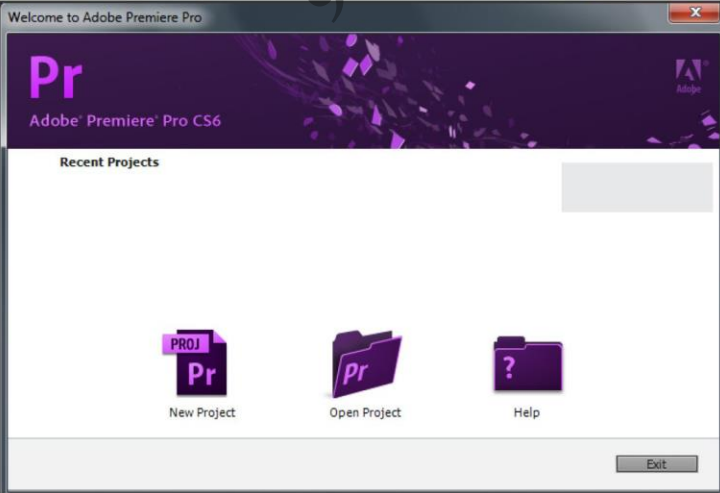 Welcome to Adobe Premiere Pro
x
Pr
Adobe
Adobe® Premiere® Pro CS6
Recent Projects
PROJ
Pr
Pr
?
New Project
Open Project
Help
Exit